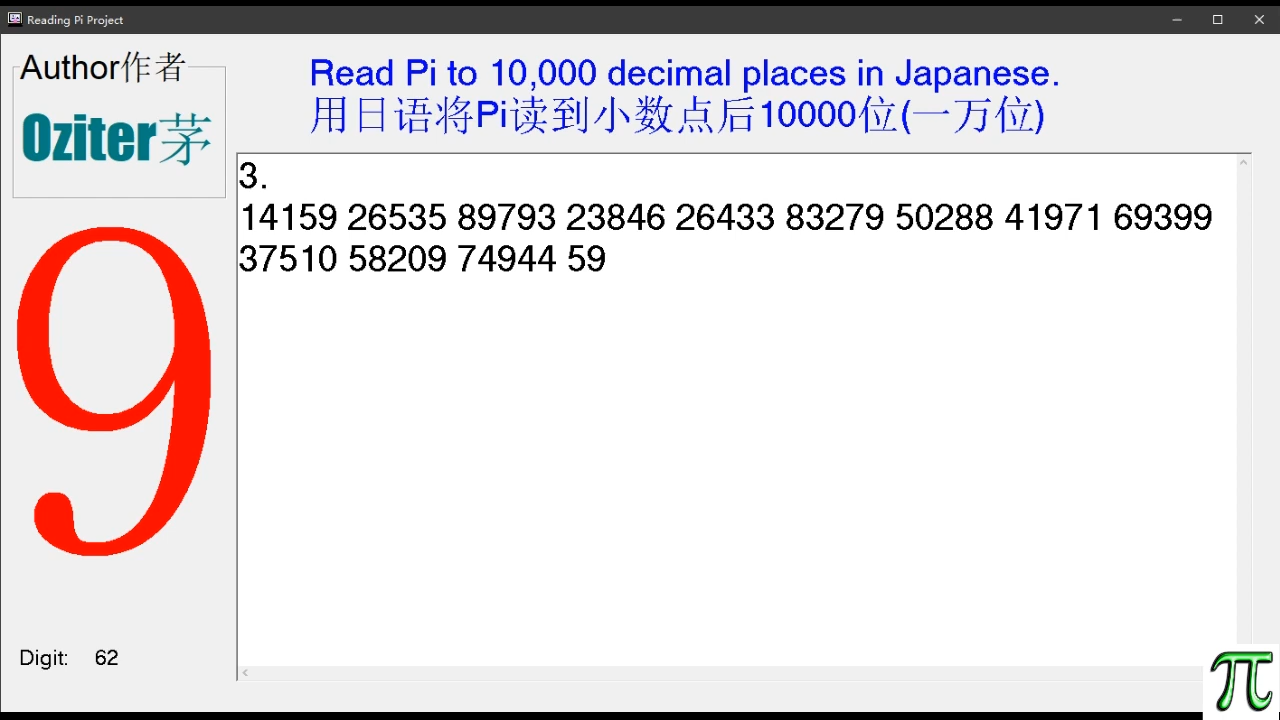 Reading Pi Project
Author作者
Oziter茅
Read Pi to 10,000 decimal places in Japanese.
用日语将Pi读到小数点后10000位(一万位)
3.
14159 26535 89793 23846 26433 83279 50288 41971 69399
37510 58209 74944 59
9
Digit: 62
π